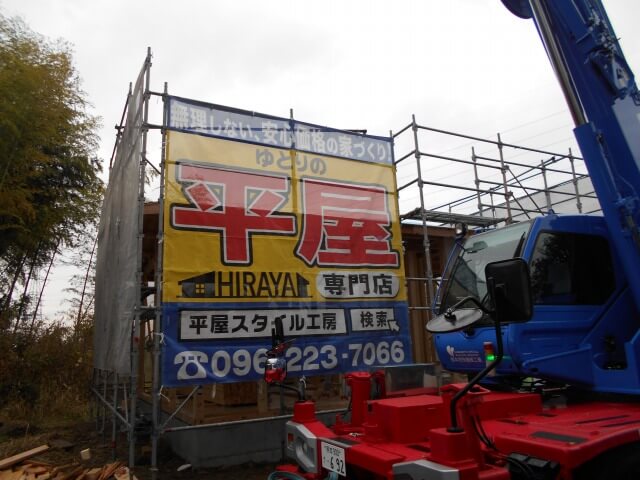 無理しない、安心価格の家づくり!
ゆとりの
平屋
HIRAYA 専門店
平屋スタイル工房 検索
☎096-223-7066
692